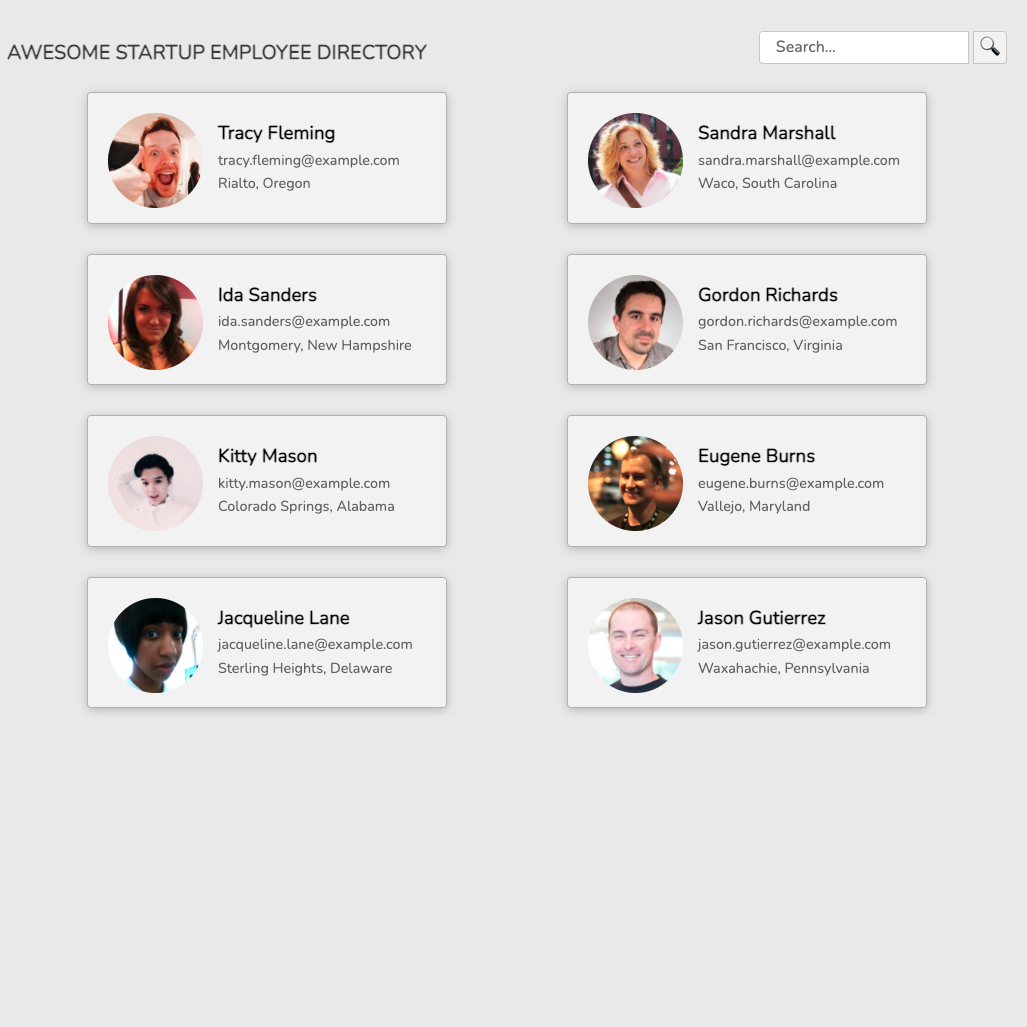 AWESOME STARTUP EMPLOYEE DIRECTORY
Search...
Tracy Fleming
tracy.fleming@example.com
Rialto, Oregon
Sandra Marshall
sandra.marshall@example.com
Waco, South Carolina
Ida Sanders
ida.sanders@example.com
Montgomery, New Hampshire
Gordon Richards
gordon.richards@example.com
San Francisco, Virginia
Kitty Mason
kitty.mason@example.com
Colorado Springs, Alabama
Eugene Burns
eugene.burns@example.com
Vallejo, Maryland
Jacqueline Lane
jacqueline.lane@example.com
Sterling Heights, Delaware
Jason Gutierrez
jason.gutierrez@example.com
Waxahachie, Pennsylvania